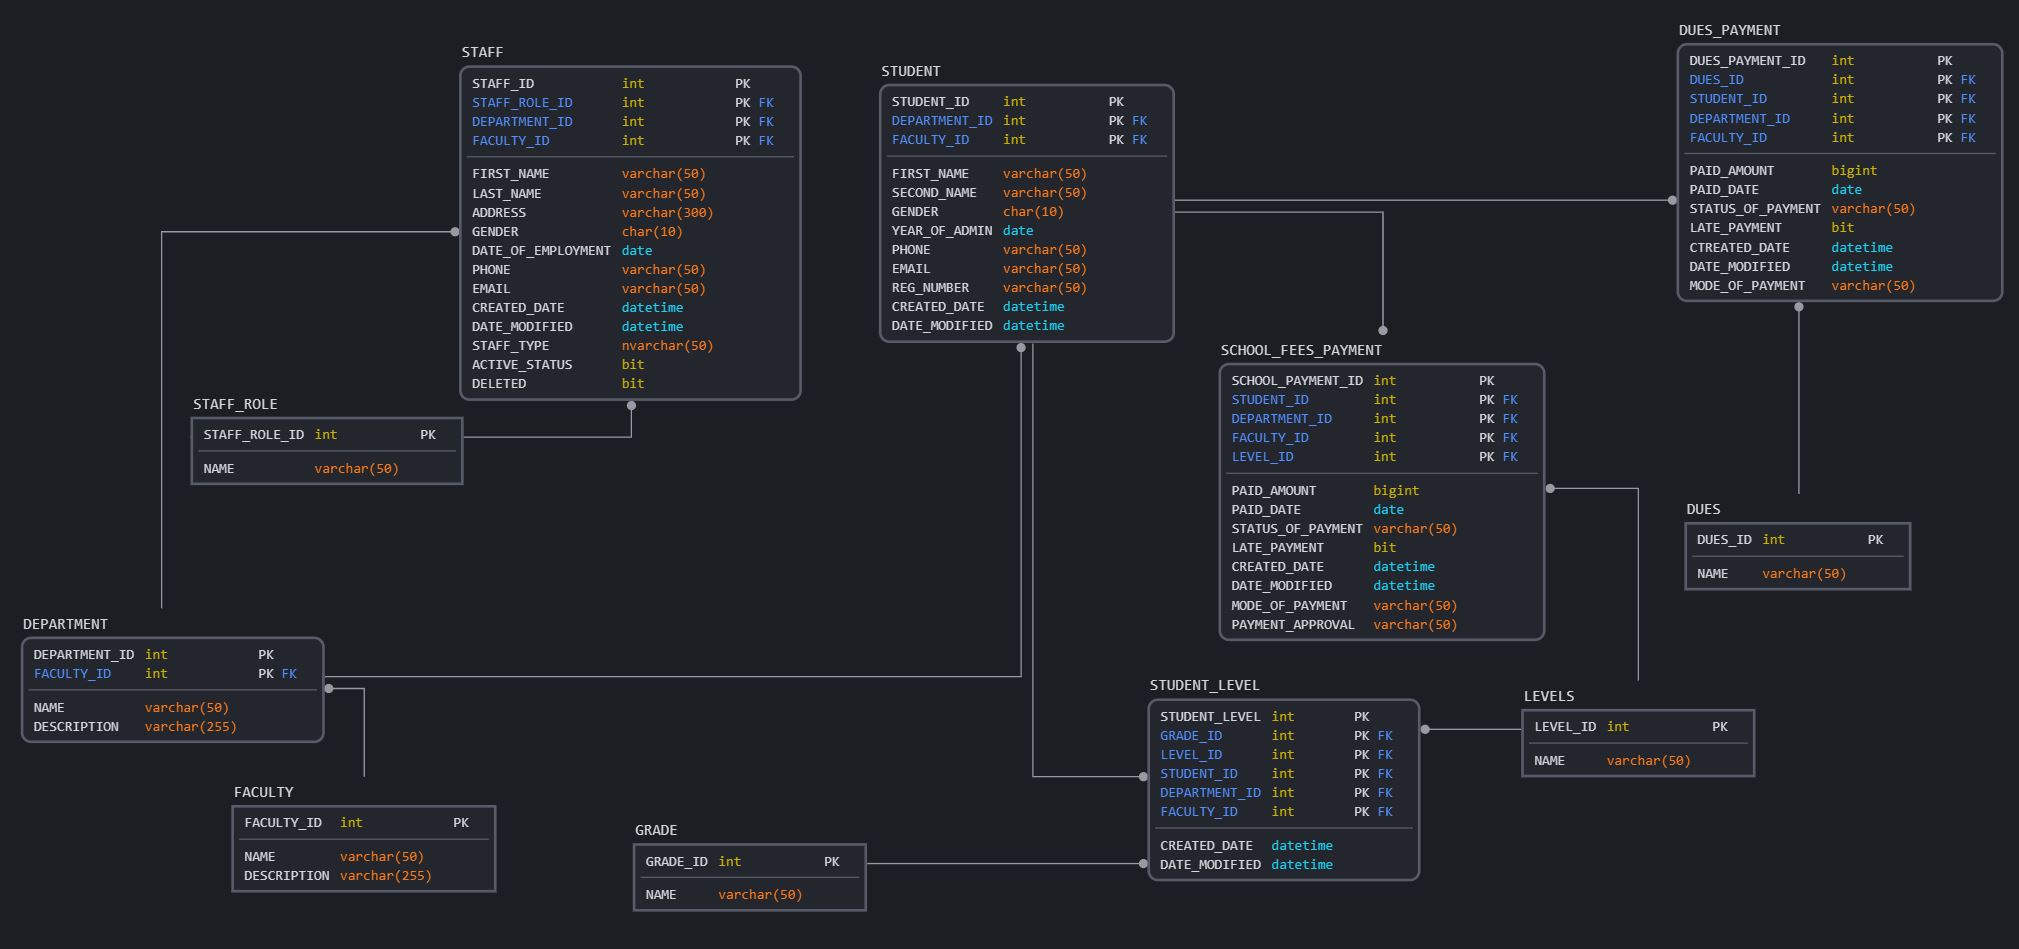 STAFF
STAFF_ID int PK
STAFF_ROLE_ID int PK FK
DEPARTMENT_ID int PK FK
FACULTY_ID int PK FK
FIRST_NAME varchar(50)
LAST_NAME varchar(50)
ADDRESS varchar(300)
GENDER char(10)
DATE_OF_EMPLOYMENT date
PHONE varchar(50)
EMAIL varchar(50)
CREATED_DATE datetime
DATE_MODIFIED datetime
STAFF_TYPE nvarchar(50)
ACTIVE_STATUS bit
DELETED bit
STUDENT
STUDENT_ID int PK
DEPARTMENT_ID int PK FK
FACULTY_ID int PK FK
FIRST_NAME varchar(50)
SECOND_NAME varchar(50)
GENDER char(10)
YEAR_OF_ADMIN date
PHONE varchar(50)
EMAIL varchar(50)
REG_NUMBER varchar(50)
CREATED_DATE datetime
DATE_MODIFIED datetime
DUES_PAYMENT
DUES_PAYMENT_ID int PK
DUES_ID int PK FK
STUDENT_ID int PK FK
DEPARTMENT_ID int PK FK
FACULTY_ID int PK FK
PAID_AMOUNT bigint
PAID_DATE date
STATUS_OF_PAYMENT varchar(50)
LATE_PAYMENT bit
CTREATED_DATE datetime
DATE_MODIFIED datetime
MODE_OF_PAYMENT varchar(50)
SCHOOL_FEES_PAYMENT
SCHOOL_PAYMENT_ID int PK
STUDENT_ID int PK FK
DEPARTMENT_ID int PK FK
FACULTY_ID int PK FK
LEVEL_ID int PK FK
PAID_AMOUNT bigint
PAID_DATE date
STATUS_OF_PAYMENT varchar(50)
LATE_PAYMENT bit
CREATED_DATE datetime
DATE_MODIFIED datetime
MODE_OF_PAYMENT varchar(50)
PAYMENT_APPROVAL varchar(50)
STAFF_ROLE
STAFF_ROLE_ID int PK
NAME varchar(50)
DUES
DUES_ID int PK
NAME varchar(50)
DEPARTMENT
DEPARTMENT_ID int PK
FACULTY_ID int PK FK
NAME varchar(50)
DESCRIPTION varchar(255)
STUDENT_LEVEL
STUDENT_LEVEL int PK
GRADE_ID int PK FK
LEVEL_ID int PK FK
STUDENT_ID int PK FK
DEPARTMENT_ID int PK FK
FACULTY_ID int PK FK
CREATED_DATE datetime
DATE_MODIFIED datetime
LEVELS
LEVEL_ID int PK
NAME varchar(50)
FACULTY
FACULTY_ID int PK
NAME varchar(50)
DESCRIPTION varchar(255)
GRADE
GRADE_ID int PK
NAME varchar(50)